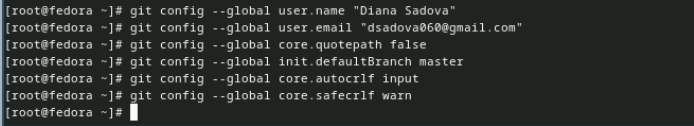 [root@fedora ~]# git config --global user.name "Diana Sadova"
[root@fedora ~]# git config --global user.email "dsadova060@gmail.com"
[root@fedora ~]# git config --global core.quotepath false
[root@fedora ~]# git config --global init.defaultBranch master
[root@fedora ~]# git config --global core.autocrlf input
[root@fedora ~]# git config --global core.safecrlf warn
[root@fedora ~]#